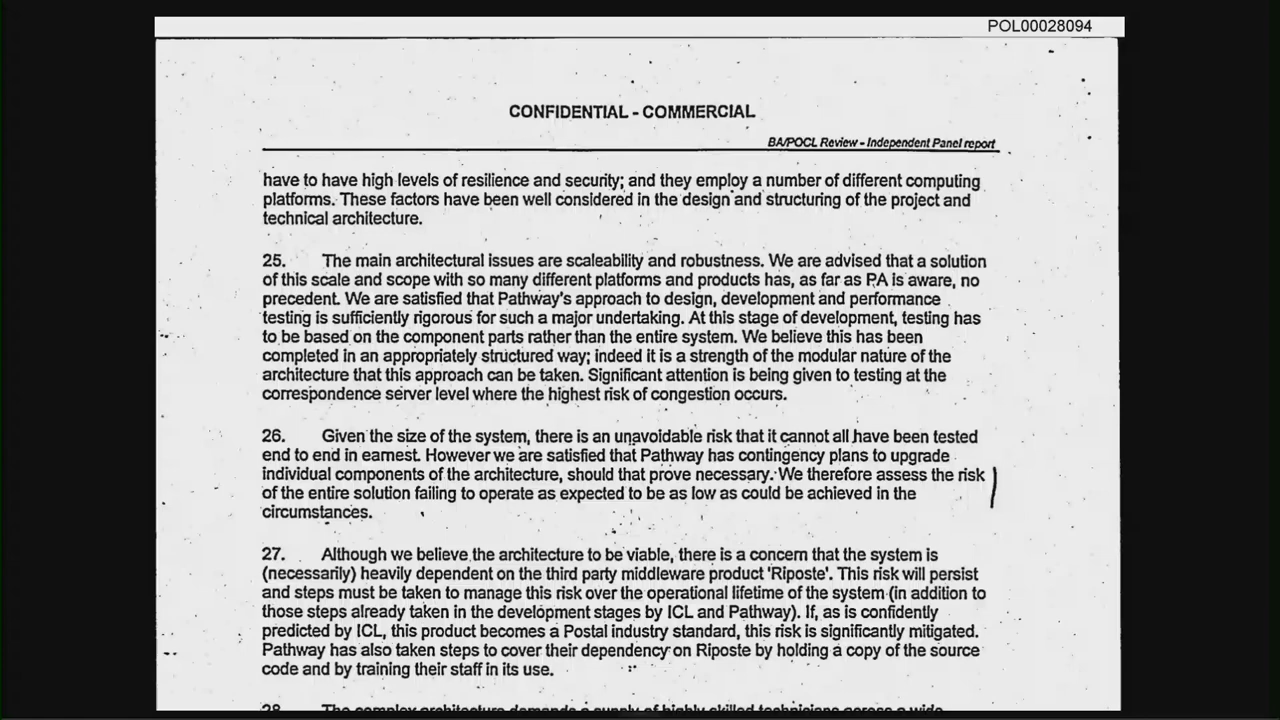 POL00028094
CONFIDENTIAL - COMMERCIAL
BA/POCL Review - Independent Panel report
have to have high levels of resilience and security; and they employ a number of different computing
platforms. These factors have been well considered in the design and structuring of the project and
technical architecture.
25. The main architectural issues are scaleability and robustness. We are advised that a solution
of this scale and scope with so many different platforms and products has, as far as PA is aware, no
precedent. We are satisfied that Pathway's approach to design, development and performance
testing is sufficiently rigorous for such a major undertaking. At this stage of development, testing has
to be based on the component parts rather than the entire system. We believe this has been
completed in an appropriately structured way; indeed it is a strength of the modular nature of the
architecture that this approach can be taken. Significant attention is being given to testing at the
correspondence server level where the highest risk of congestion occurs.
26. Given the size of the system, there is an unavoidable risk that it cannot all have been tested
end to end in earnest. However we are satisfied that Pathway has contingency plans to upgrade
individual components of the architecture, should that prove necessary. We therefore assess the risk
of the entire solution failing to operate as expected to be as low as could be achieved in the
circumstances.
27. Although we believe the architecture to be viable, there is a concern that the system is
(necessarily) heavily dependent on the third party middleware product 'Riposte'. This risk will persist
and steps must be taken to manage this risk over the operational lifetime of the system (in addition to
those steps already taken in the development stages by ICL and Pathway). If, as is confidently
predicted by ICL, this product becomes a Postal industry standard, this risk is significantly mitigated.
Pathway has also taken steps to cover their dependency on Riposte by holding a copy of the source
code and by training their staff in its use.
28. The complex architecture demands a supply of highly skilled technicians across a wide